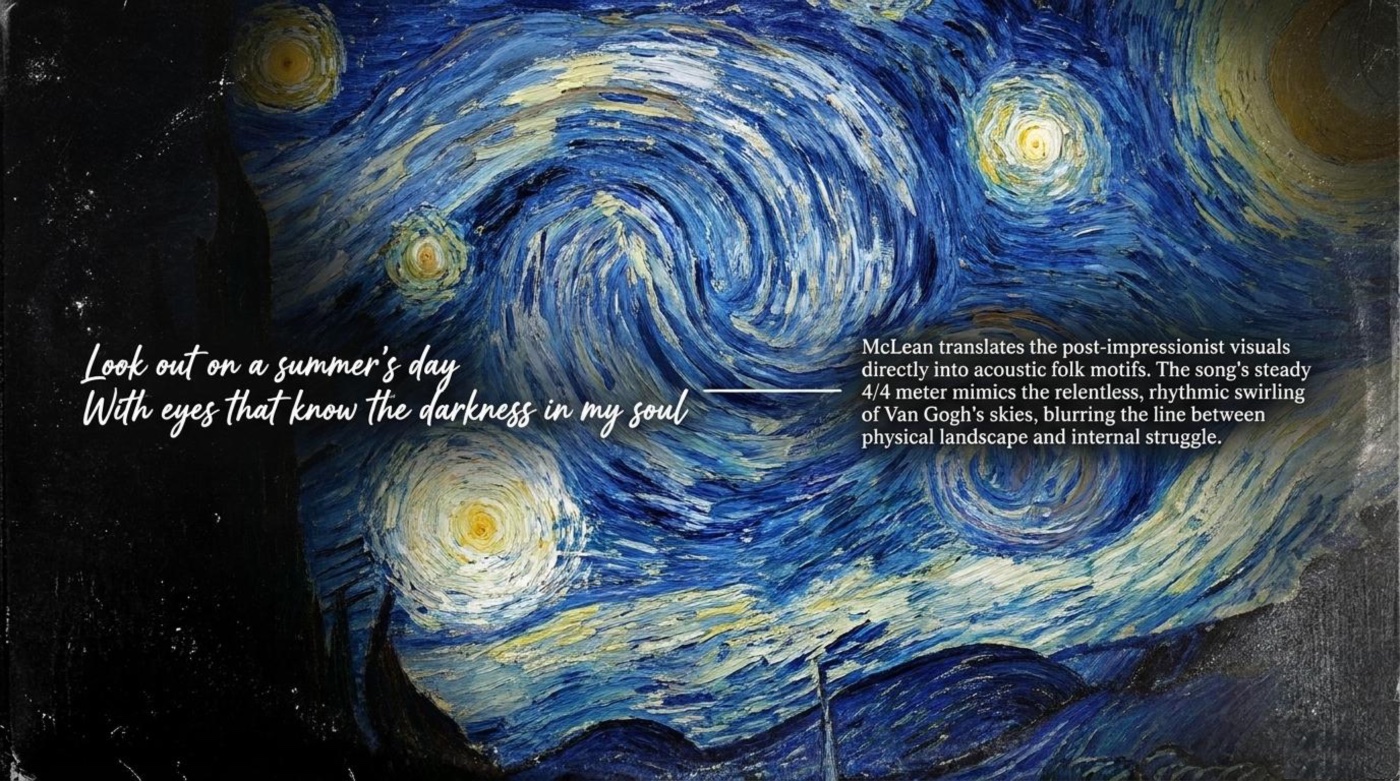 Look out on a summer's day
With eyes that know the darkness in my soul
McLean translates the post-impressionist visuals
directly into acoustic folk motifs. The song's steady
4/4 meter mimics the relentless, rhythmic swirling
of Van Gogh's skies, blurring the line between
physical landscape and internal struggle.